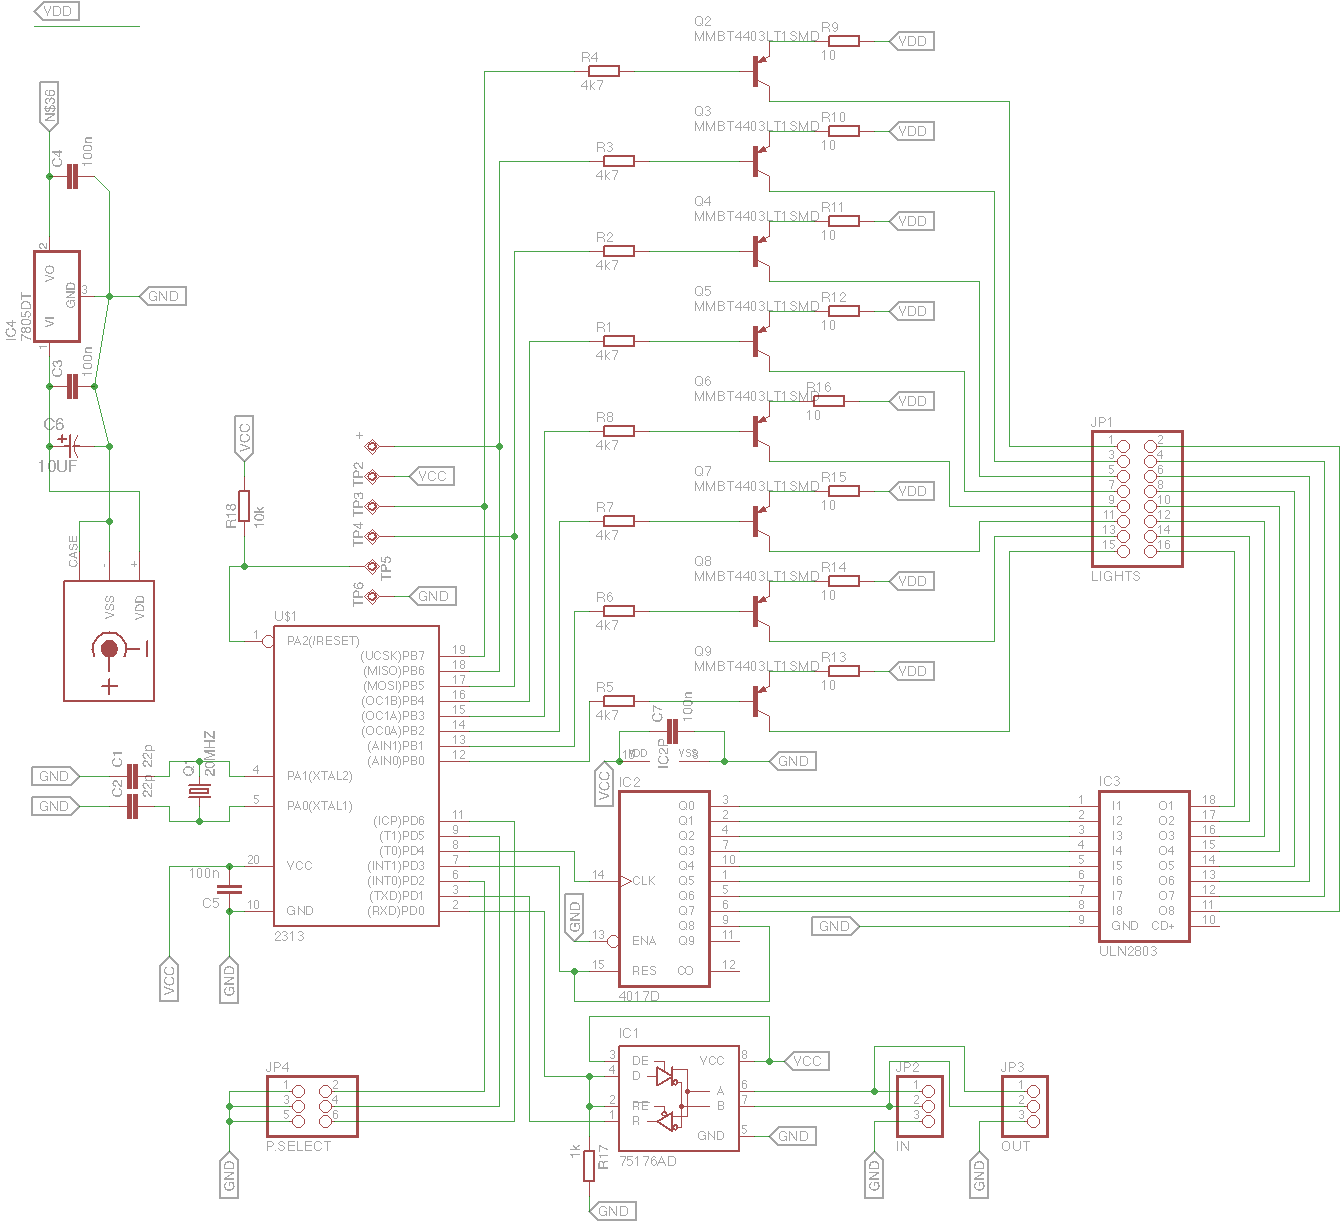 VDD
N$36
C4
100n
2
VO
GND
3
GND
VI
1
IC4
7805DT
C3
100n
C6
+
10UF
CASE
-
+
VSS
VDD
VCC
R18
10k
+
TP2
VCC
TP3
TP4
TP5
TP6
GND
Q2
MMBT4403LT1SMD
R9
10
VDD
R4
4k7
Q3
MMBT4403LT1SMD
R10
10
VDD
R3
4k7
Q4
MMBT4403LT1SMD
R11
10
VDD
R2
4k7
Q5
MMBT4403LT1SMD
R12
10
VDD
R1
4k7
Q6
MMBT4403LT1SMD
R16
10
VDD
R8
4k7
Q7
MMBT4403LT1SMD
R15
10
VDD
R7
4k7
Q8
MMBT4403LT1SMD
R14
10
VDD
R6
4k7
Q9
MMBT4403LT1SMD
R13
10
VDD
R5
4k7
JP1
1 2
3 4
5 6
7 8
9 10
11 12
13 14
15 16
LIGHTS
U$1
1 PA2(/RESET)
(UCSK)PB7 19
(MISO)PB6 18
(MOSI)PB5 17
(OC1B)PB4 16
(OC1A)PB3 15
(OC0A)PB2 14
(AIN1)PB1 13
(AIN0)PB0 12
4 PA1(XTAL2)
5 PA0(XTAL1)
(ICP)PD6 11
(T1)PD5 9
(T0)PD4 8
(INT1)PD3 7
(INT0)PD2 6
(TXD)PD1 3
(RXD)PD0 2
20 VCC
10 GND
2313
GND
C1
22p
GND
C2
22p
Q1
20MHZ
100n
C5
VCC
GND
C7
100n
16
VDD
IC2P
VSS
8
VCC
GND
IC2
Q0 3
Q1 2
Q2 4
Q3 7
Q4 10
14 CLK Q5 1
Q6 5
Q7 6
Q8 9
GND
13 ENA Q9 11
15 RES CO 12
4017D
IC3
1 I1 O1 18
2 I2 O2 17
3 I3 O3 16
4 I4 O4 15
5 I5 O5 14
6 I6 O6 13
7 I7 O7 12
8 I8 O8 11
GND
9 GND CD+ 10
ULN2803
IC1
3 DE VCC 8
VCC
4 D A 6
2 RE B 7
1 R
GND 5
GND
75176AD
1k
R17
GND
JP4
1 2
3 4
5 6
P.SELECT
GND
JP2
1
2
3
IN
GND
JP3
1
2
3
OUT
GND